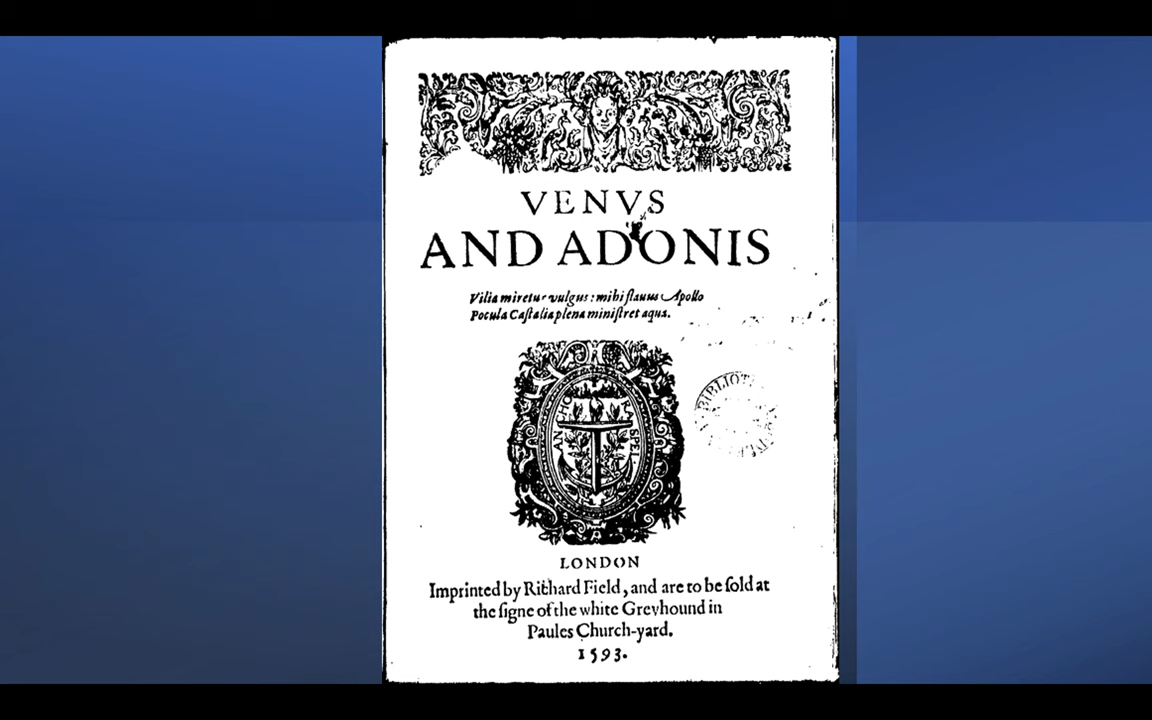 VENVS
AND ADONIS
Vilia miretur vulgus : mihi flauus Apollo
Pocula Castalia plena miniſtret aqua.
ANCHORA SPEI
BIBLIOT
LONDON
Imprinted by Richard Field, and are to be ſold at
the ſigne of the white Greyhound in
Paules Church-yard.
1593.